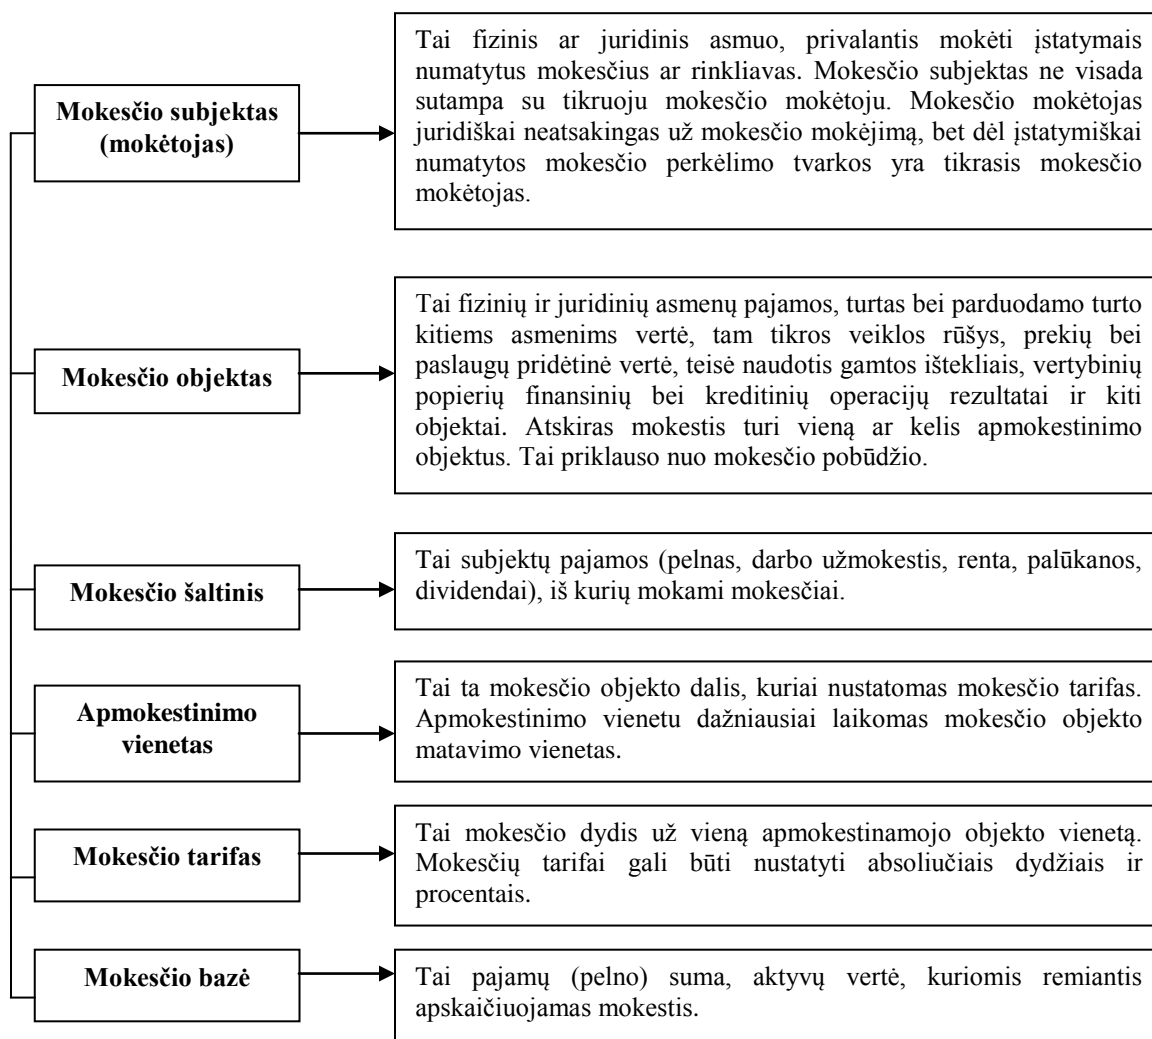 Mokesčio subjektas
(mokėtojas)
Tai fizinis ar juridinis asmuo, privalantis mokėti įstatymais
numatytus mokesčius ar rinkliavas. Mokesčio subjektas ne visada
sutampa su tikruoju mokesčio mokėtoju. Mokesčio mokėtojas
juridiškai neatsakingas už mokesčio mokėjimą, bet dėl įstatymiškai
numatytos mokesčio perkėlimo tvarkos yra tikrasis mokesčio
mokėtojas.
Mokesčio objektas
Tai fizinių ir juridinių asmenų pajamos, turtas bei parduodamo turto
kitiems asmenims vertė, tam tikros veiklos rūšys, prekių bei
paslaugų pridėtinė vertė, teisė naudotis gamtos ištekliais, vertybinių
popierių finansinių bei kreditinių operacijų rezultatai ir kiti
objektai. Atskiras mokestis turi vieną ar kelis apmokestinimo
objektus. Tai priklauso nuo mokesčio pobūdžio.
Mokesčio šaltinis
Tai subjektų pajamos (pelnas, darbo užmokestis, renta, palūkanos,
dividendai), iš kurių mokami mokesčiai.
Apmokestinimo
vienetas
Tai ta mokesčio objekto dalis, kuriai nustatomas mokesčio tarifas.
Apmokestinimo vienetu dažniausiai laikomas mokesčio objekto
matavimo vienetas.
Mokesčio tarifas
Tai mokesčio dydis už vieną apmokestinamojo objekto vienetą.
Mokesčių tarifai gali būti nustatyti absoliučiais dydžiais ir
procentais.
Mokesčio bazė
Tai pajamų (pelno) suma, aktyvų vertė, kuriomis remiantis
apskaičiuojamas mokestis.